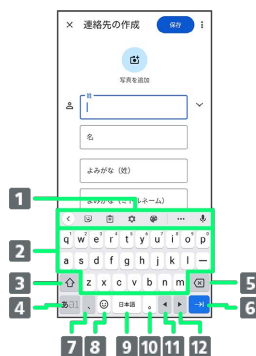 × 連絡先の作成 保存
写真を追加
姓
名
よみがな（姓）
よみがな（ミドルネーム）
1
2
q w e r t y u i o p
a s d f g h j k l ー
3
z x c v b n m
5
4
あa1 、 日本語 。
6
7 8 9 10 11 12